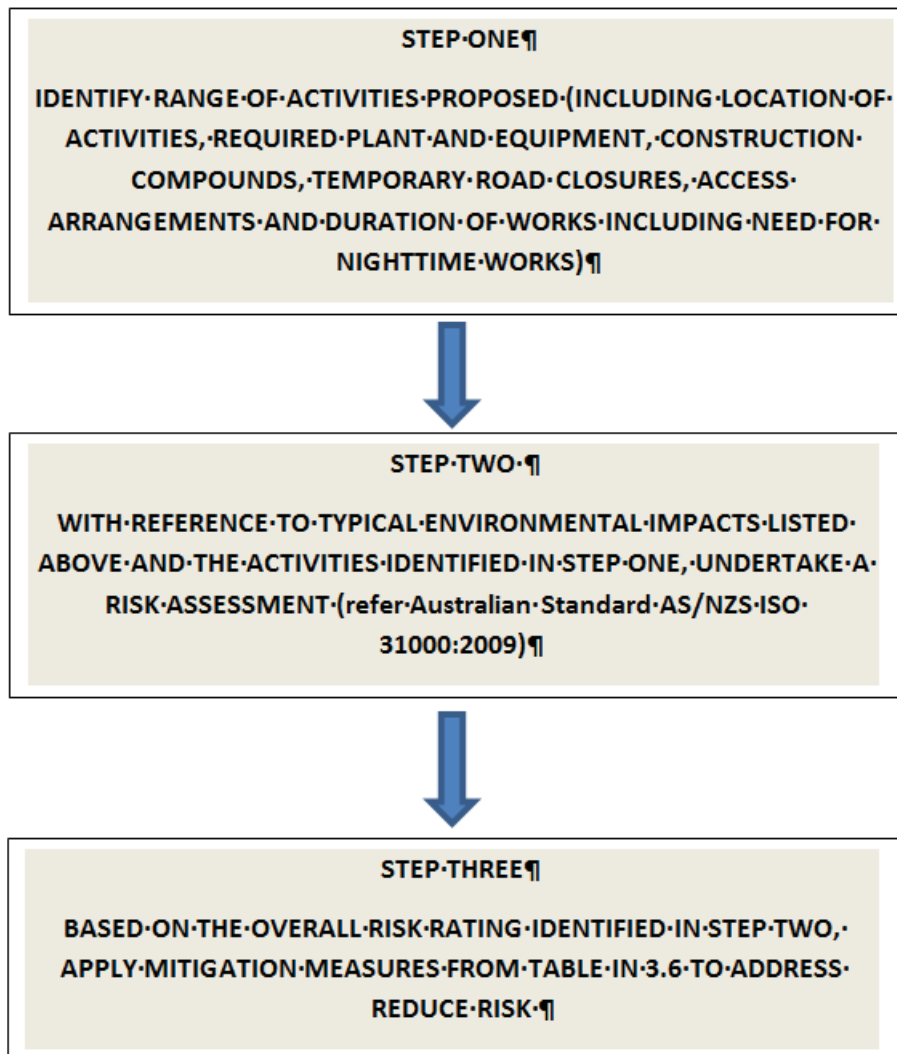 STEP·ONE¶
IDENTIFY·RANGE·OF·ACTIVITIES·PROPOSED·(INCLUDING·LOCATION·OF·
ACTIVITIES,·REQUIRED·PLANT·AND·EQUIPMENT,·CONSTRUCTION·
COMPOUNDS,·TEMPORARY·ROAD·CLOSURES,·ACCESS·
ARRANGEMENTS·AND·DURATION·OF·WORKS·INCLUDING·NEED·FOR·
NIGHTTIME·WORKS)¶
STEP·TWO·¶
WITH·REFERENCE·TO·TYPICAL·ENVIRONMENTAL·IMPACTS·LISTED·
ABOVE·AND·THE·ACTIVITIES·IDENTIFIED·IN·STEP·ONE,·UNDERTAKE·A·
RISK·ASSESSMENT·(refer·Australian·Standard·AS/NZS·ISO·
31000:2009)¶
STEP·THREE¶
BASED·ON·THE·OVERALL·RISK·RATING·IDENTIFIED·IN·STEP·TWO,·
APPLY·MITIGATION·MEASURES·FROM·TABLE·IN·3.6·TO·ADDRESS·
REDUCE·RISK·¶